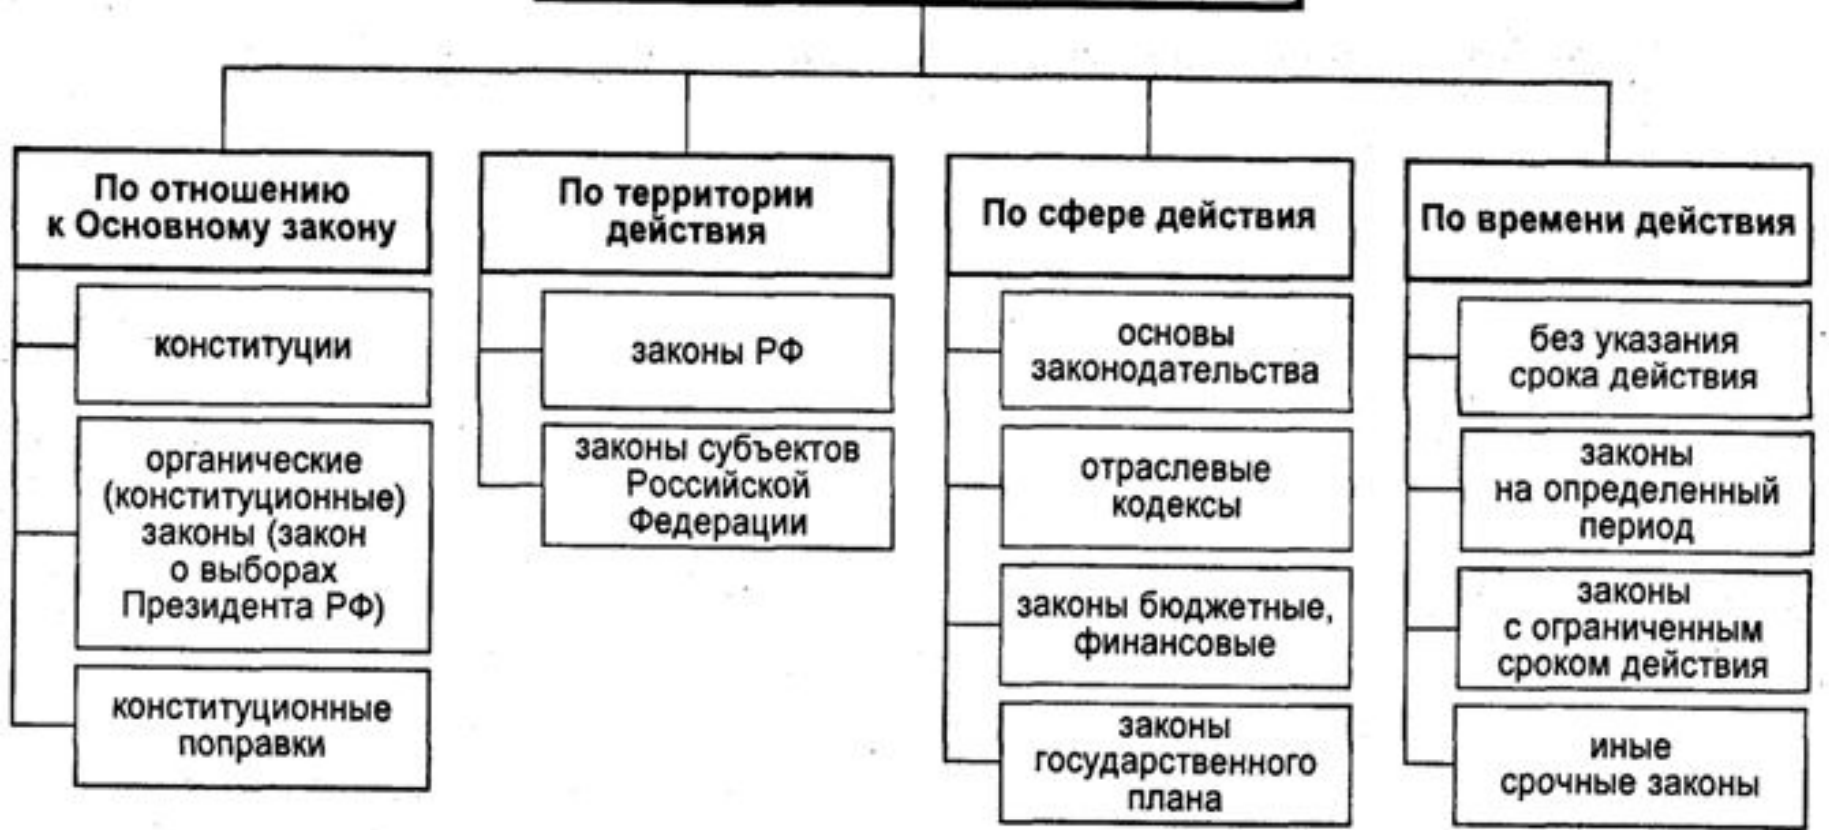 По отношению
к Основному закону
конституции
органические
(конституционные)
законы (закон
о выборах
Президента РФ)
конституционные
поправки
По территории
действия
законы РФ
законы субъектов
Российской
Федерации
По сфере действия
основы
законодательства
отраслевые
кодексы
законы бюджетные,
финансовые
законы
государственного
плана
По времени действия
без указания
срока действия
законы
на определенный
период
законы
с ограниченным
сроком действия
иные
срочные законы